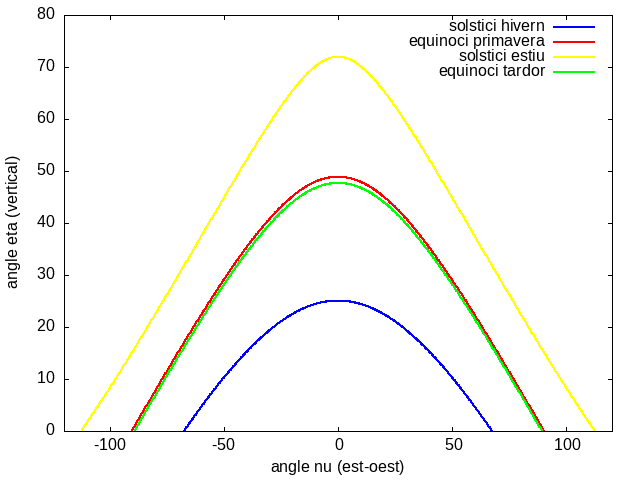 80
70
60
50
40
30
20
10
0
-100 -50 0 50 100
angle eta (vertical)
angle nu (est-oest)
solstici hivern
equinoci primavera
solstici estiu
equinoci tardor